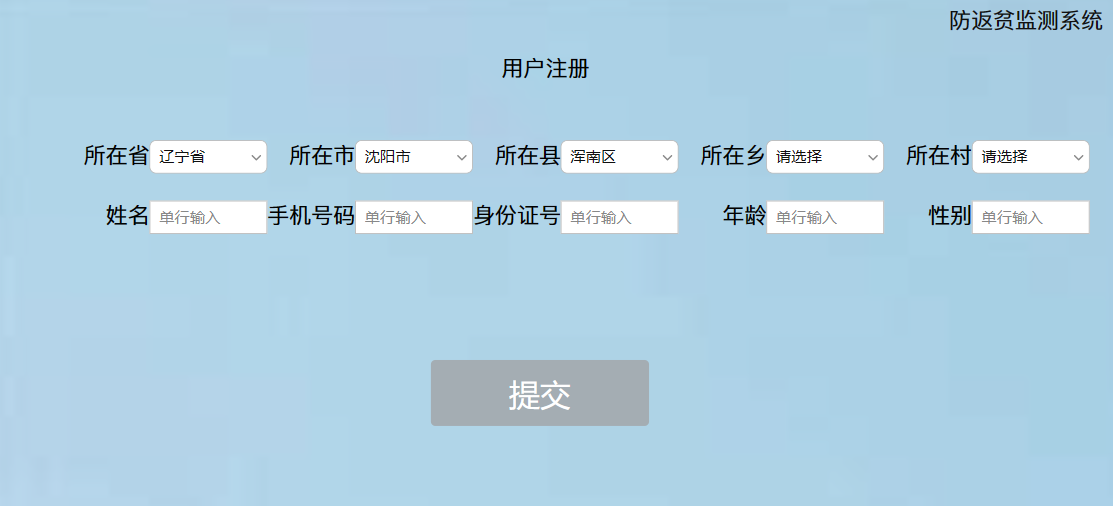 防返贫监测系统
用户注册
所在省 辽宁省 所在市 沈阳市 所在县 浑南区 所在乡 请选择 所在村 请选择
姓名 单行输入 手机号码 单行输入 身份证号 单行输入 年龄 单行输入 性别 单行输入
提交